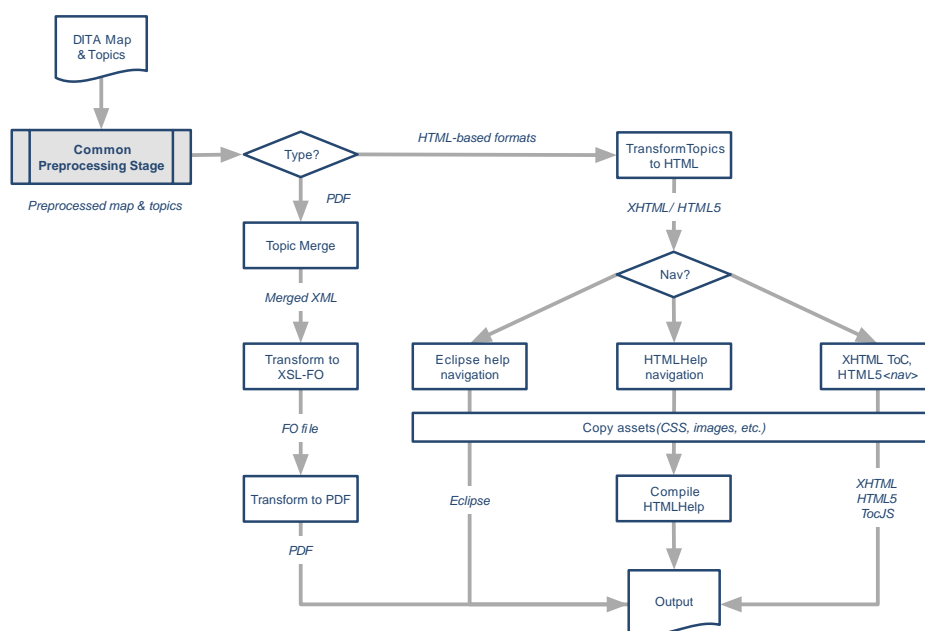 DITA Map
& Topics
Common
Preprocessing Stage
Preprocessed map & topics
Type?
HTML-based formats
PDF
Transform Topics
to HTML
XHTML/ HTML5
Topic Merge
Nav?
Merged XML
Transform to
XSL-FO
Eclipse help
navigation
HTMLHelp
navigation
XHTML ToC,
HTML5 <nav>
FO file
Copy assets (CSS, images, etc.)
Transform to PDF
Eclipse
Compile
HTMLHelp
XHTML
HTML5
TocJS
PDF
Output